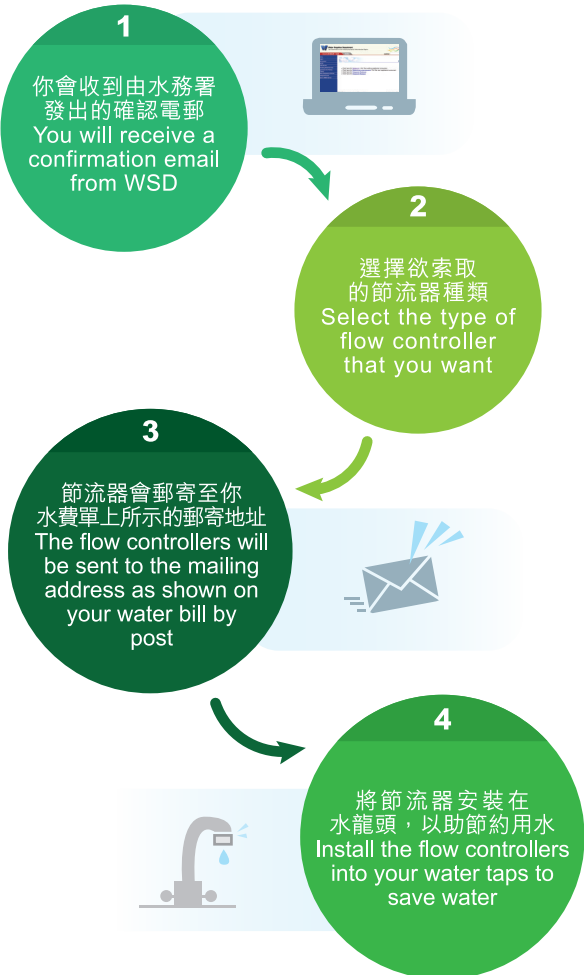 1
你會收到由水務署
發出的確認電郵
You will receive a
confirmation email
from WSD
2
選擇欲索取
的節流器種類
Select the type of
flow controller
that you want
3
節流器會郵寄至你
水費單上所示的郵寄地址
The flow controllers will
be sent to the mailing
address as shown on
your water bill by
post
4
將節流器安裝在
水龍頭，以助節約用水
Install the flow controllers
into your water taps to
save water